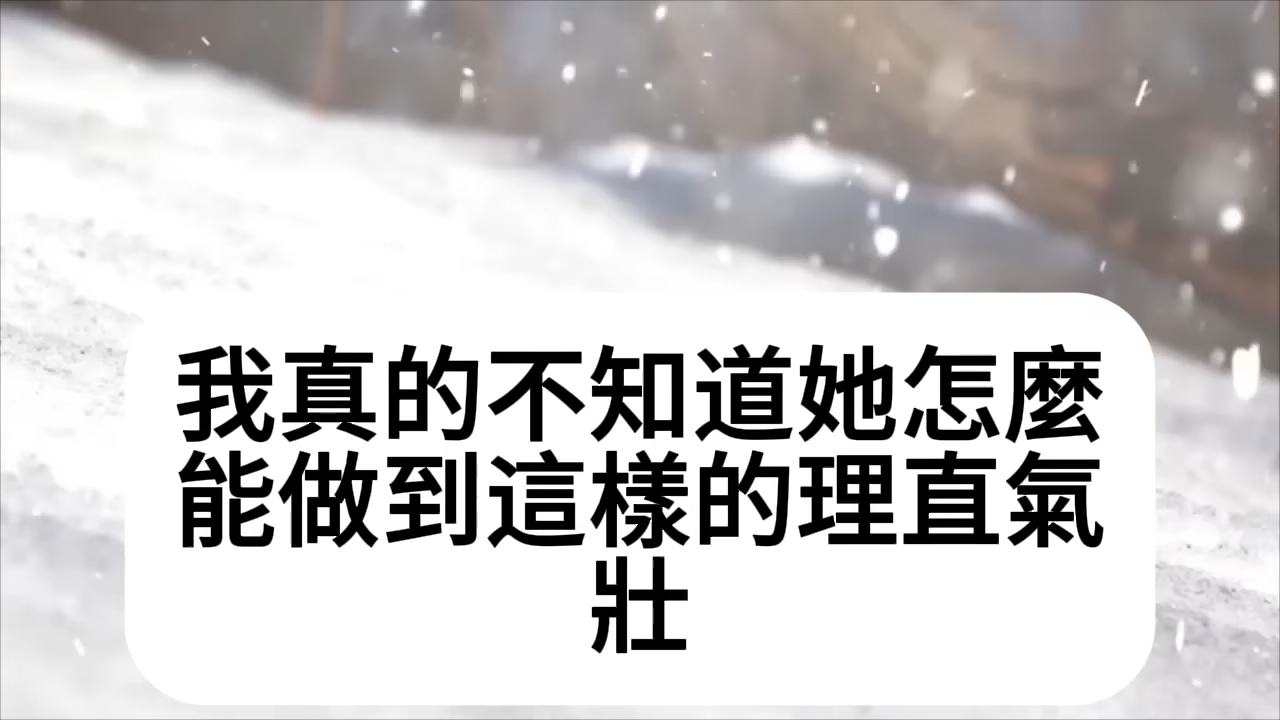 我真的不知道她怎麼
能做到這樣的理直氣
壯